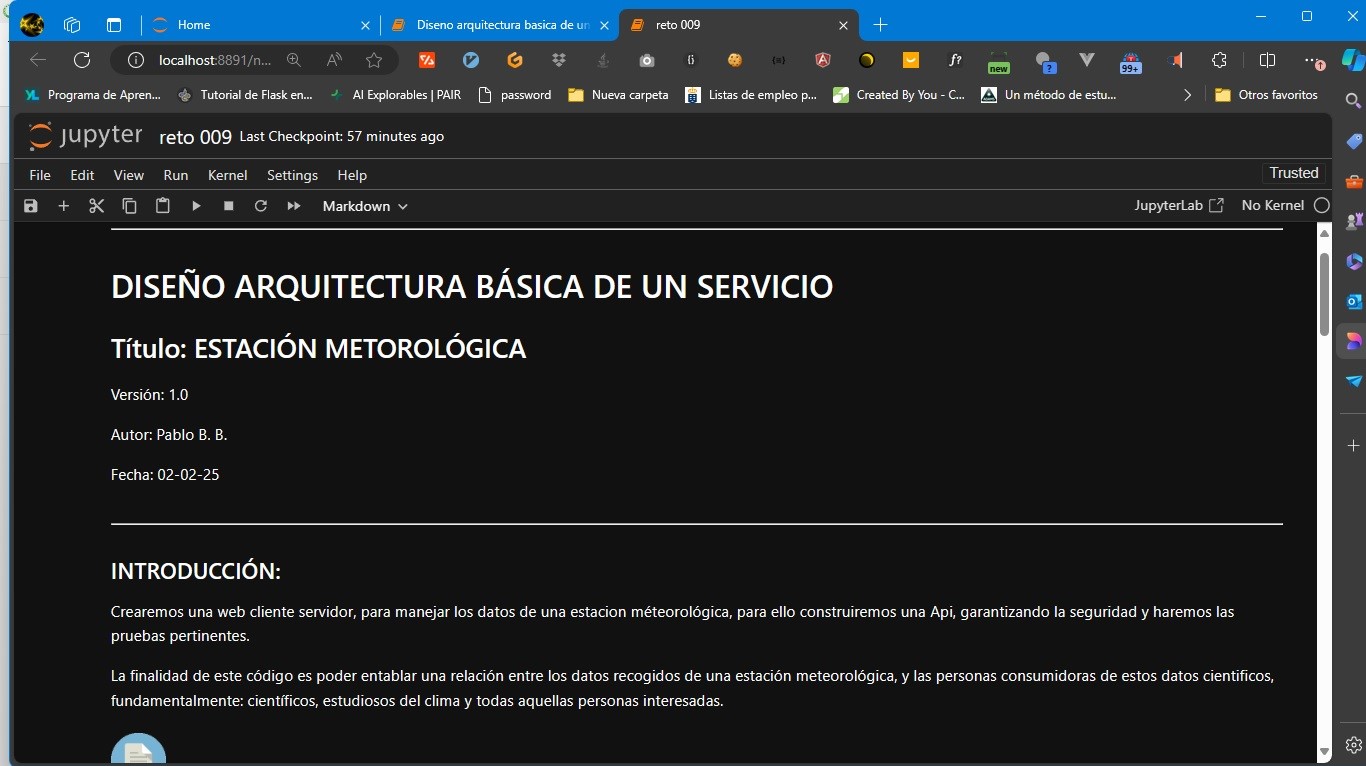 Home
Diseno arquitectura basica de un
reto 009
localhost:8891/n...
new
?
99+
Programa de Apren...
Tutorial de Flask en...
AI Explorables | PAIR
password
Nueva carpeta
Listas de empleo p...
Created By You - C...
Un método de estu...
Otros favoritos
jupyter reto 009 Last Checkpoint: 57 minutes ago
File Edit View Run Kernel Settings Help
Trusted
Markdown
JupyterLab
No Kernel
DISEÑO ARQUITECTURA BÁSICA DE UN SERVICIO
Título: ESTACIÓN METOROLÓGICA
Versión: 1.0
Autor: Pablo B. B.
Fecha: 02-02-25
INTRODUCCIÓN:
Crearemos una web cliente servidor, para manejar los datos de una estacion méteorológica, para ello construiremos una Api, garantizando la seguridad y haremos las
pruebas pertinentes.
La finalidad de este código es poder entablar una relación entre los datos recogidos de una estación meteorológica, y las personas consumidoras de estos datos cientificos,
fundamentalmente: científicos, estudiosos del clima y todas aquellas personas interesadas.